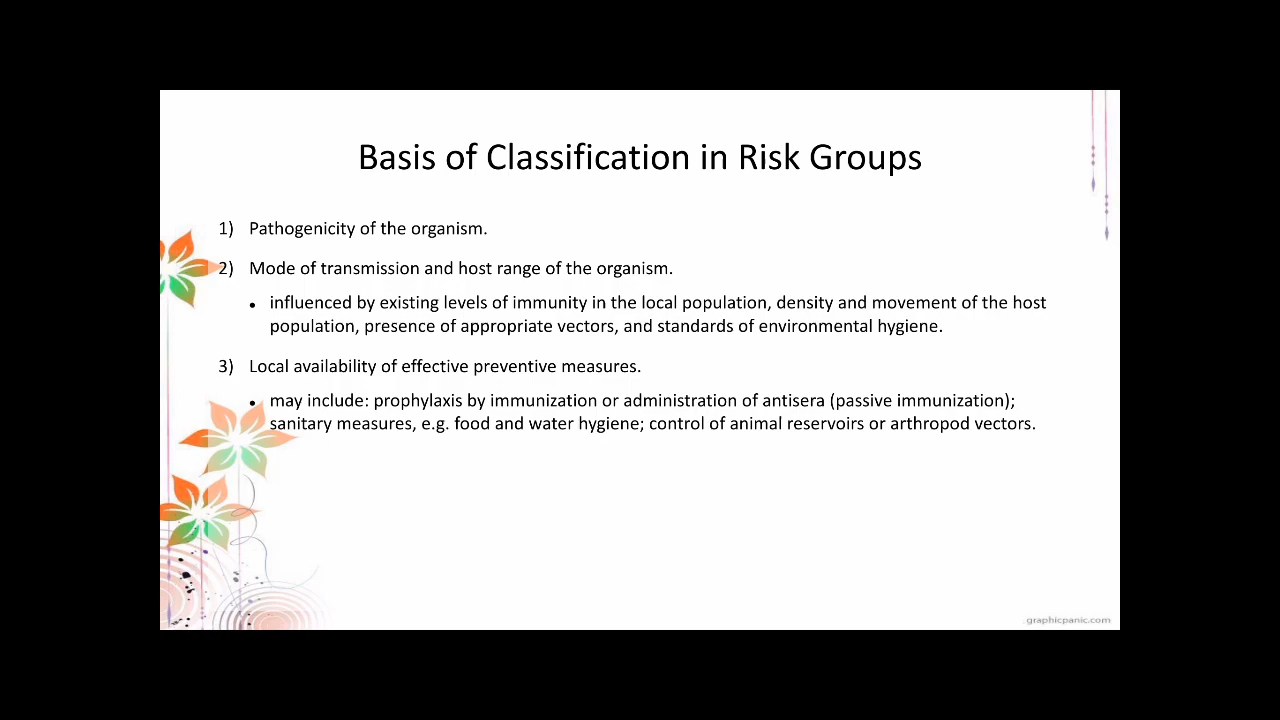 Basis of Classification in Risk Groups
1) Pathogenicity of the organism.
2) Mode of transmission and host range of the organism.
• influenced by existing levels of immunity in the local population, density and movement of the host
population, presence of appropriate vectors, and standards of environmental hygiene.
3) Local availability of effective preventive measures.
• may include: prophylaxis by immunization or administration of antisera (passive immunization);
sanitary measures, e.g. food and water hygiene; control of animal reservoirs or arthropod vectors.
graphicpanic.com